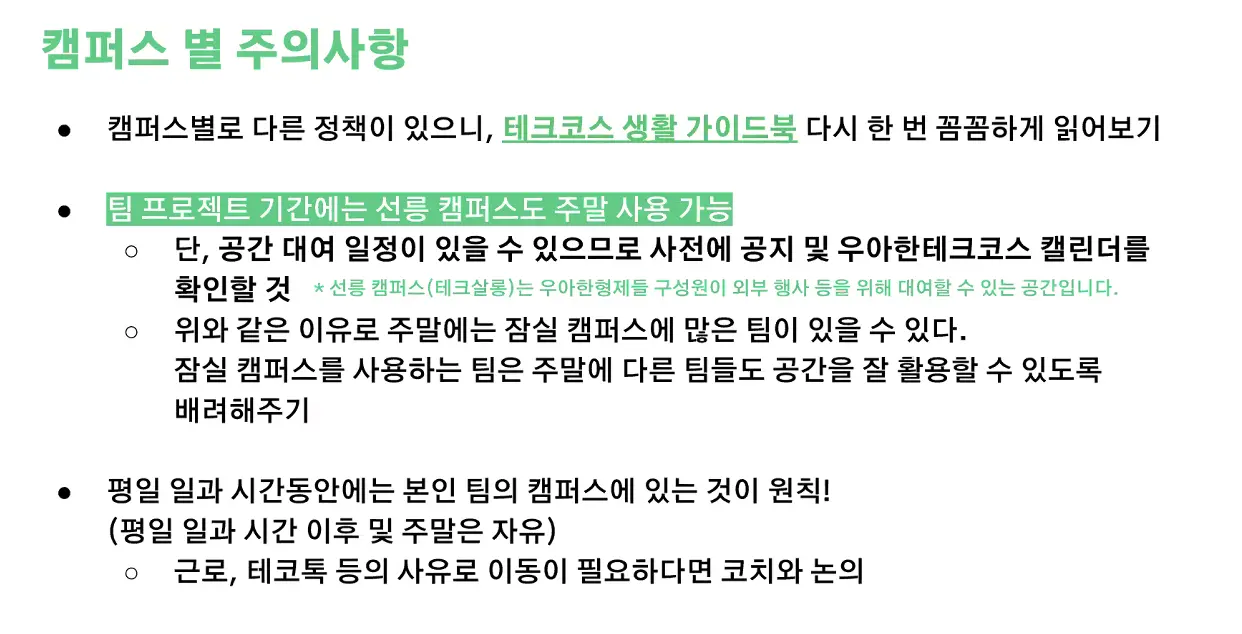 캠퍼스 별 주의사항
● 캠퍼스별로 다른 정책이 있으니, 테크코스 생활 가이드북 다시 한 번 꼼꼼하게 읽어보기
● 팀 프로젝트 기간에는 선릉 캠퍼스도 주말 사용 가능
○ 단, 공간 대여 일정이 있을 수 있으므로 사전에 공지 및 우아한테크코스 캘린더를
확인할 것 * 선릉 캠퍼스(테크살롱)는 우아한형제들 구성원이 외부 행사 등을 위해 대여할 수 있는 공간입니다.
○ 위와 같은 이유로 주말에는 잠실 캠퍼스에 많은 팀이 있을 수 있다.
잠실 캠퍼스를 사용하는 팀은 주말에 다른 팀들도 공간을 잘 활용할 수 있도록
배려해주기
● 평일 일과 시간동안에는 본인 팀의 캠퍼스에 있는 것이 원칙!
(평일 일과 시간 이후 및 주말은 자유)
○ 근로, 테코톡 등의 사유로 이동이 필요하다면 코치와 논의